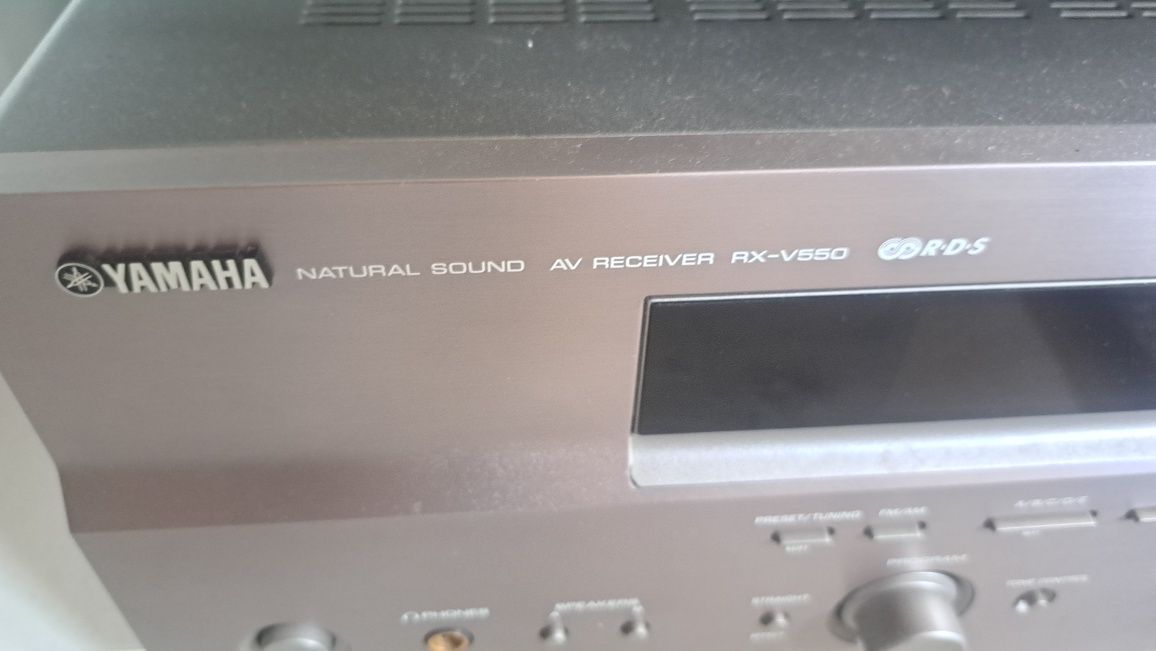 YAMAHA NATURAL SOUND AV RECEIVER RX-V550 R·D·S
PRESET/TUNING FM/AM A/B/C/D/E
PROGRAM
PHONES SPEAKERS STRAIGHT TONE CONTROL